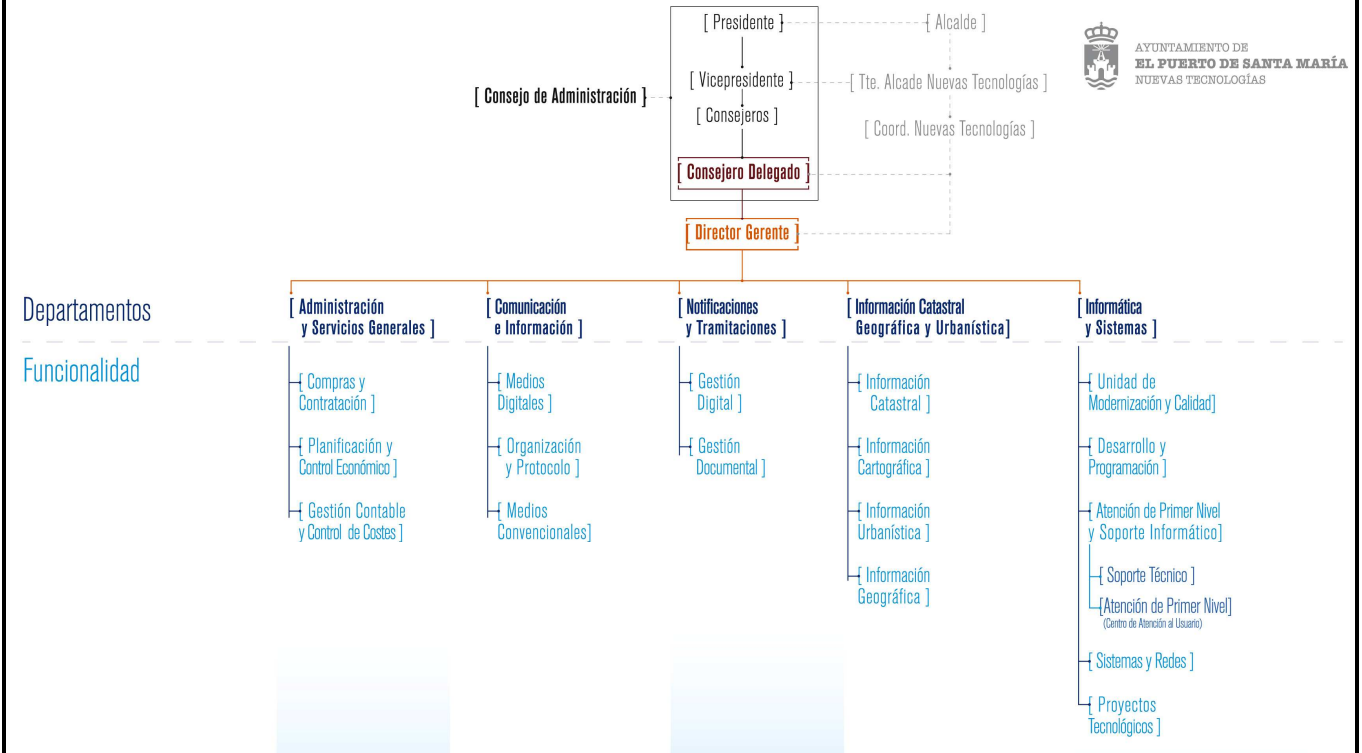 [ Presidente ]
[ Alcalde ]
AYUNTAMIENTO DE
EL PUERTO DE SANTA MARÍA
NUEVAS TECNOLOGÍAS
[ Vicepresidente ]
[ Tte. Alcade Nuevas Tecnologías ]
[ Consejo de Administración ]
[ Consejeros ]
[ Coord. Nuevas Tecnologías ]
[ Consejero Delegado ]
[ Director Gerente ]
Departamentos
[ Administración
y Servicios Generales ]
[ Comunicación
e Información ]
[ Notificaciones
y Tramitaciones ]
[ Información Catastral
Geográfica y Urbanística]
[ Informática
y Sistemas ]
Funcionalidad
[ Compras y
Contratación ]
[ Planificación y
Control Económico ]
[ Gestión Contable
y Control de Costes ]
[ Medios
Digitales ]
[ Organización
y Protocolo ]
[ Medios
Convencionales]
[ Gestión
Digital ]
[ Gestión
Documental ]
[ Información
Catastral ]
[ Información
Cartográfica ]
[ Información
Urbanística ]
[ Información
Geográfica ]
[ Unidad de
Modernización y Calidad]
[ Desarrollo y
Programación ]
[ Atención de Primer Nivel
y Soporte Informático]
[ Soporte Técnico ]
[Atención de Primer Nivel]
(Centro de Atención al Usuario)
[ Sistemas y Redes ]
[ Proyectos
Tecnológicos ]